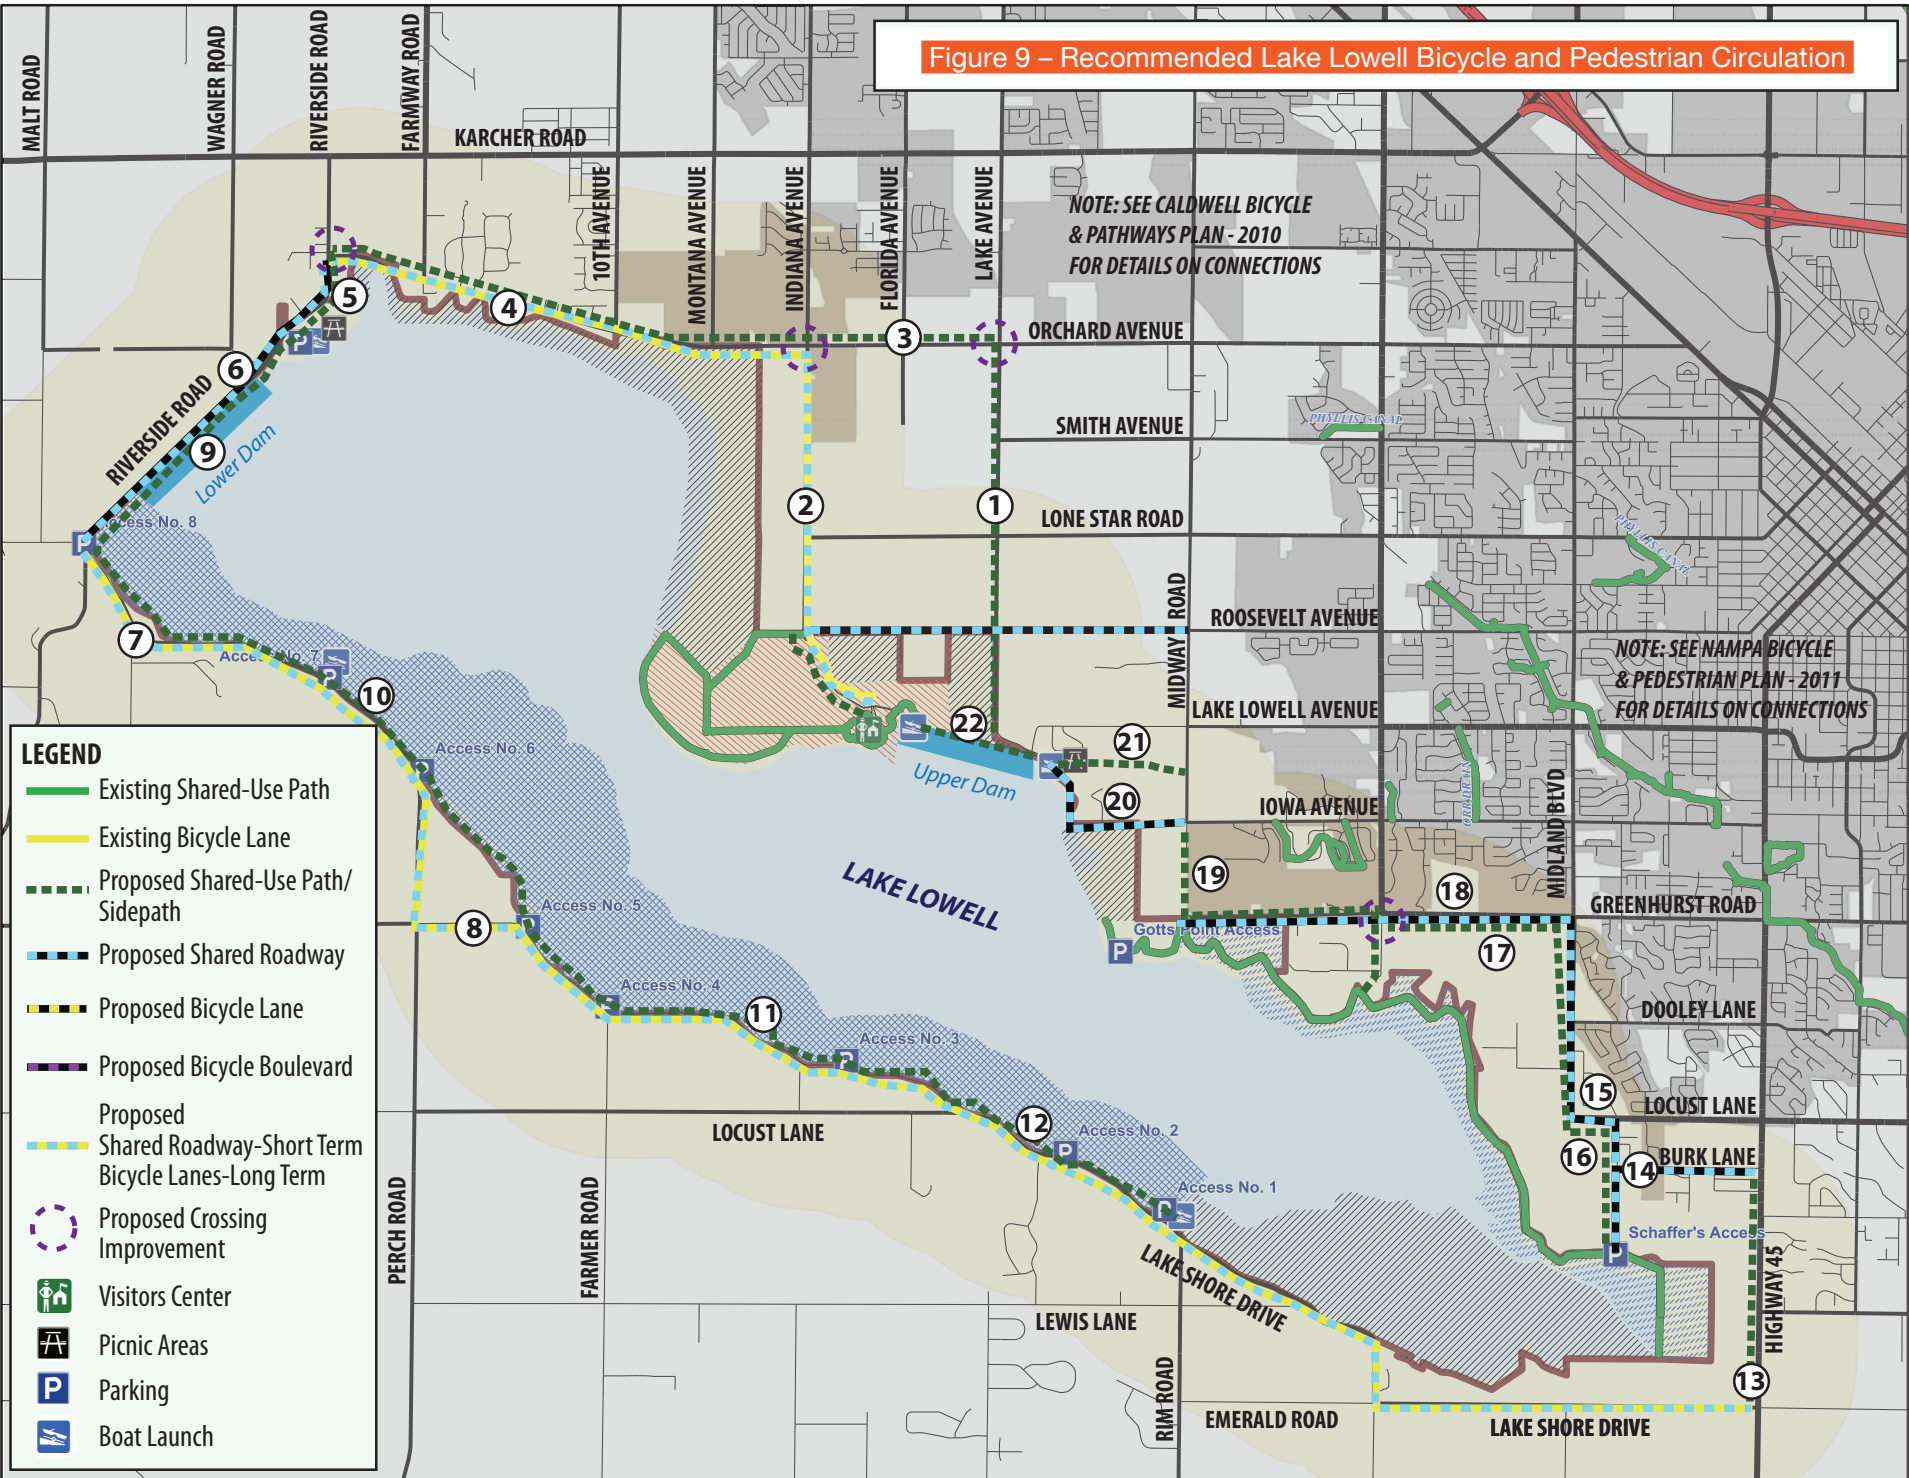 Figure 9 – Recommended Lake Lowell Bicycle and Pedestrian Circulation
MALT ROAD
WAGNER ROAD
RIVERSIDE ROAD
FARMWAY ROAD
KARCHER ROAD
10TH AVENUE
MONTANA AVENUE
INDIANA AVENUE
FLORIDA AVENUE
LAKE AVENUE
NOTE: SEE CALDWELL BICYCLE
& PATHWAYS PLAN - 2010
FOR DETAILS ON CONNECTIONS
5
4
3
ORCHARD AVENUE
6
RIVERSIDE ROAD
PHYLLIS CANAL
SMITH AVENUE
9
Lower Dam
2
1
LONE STAR ROAD
Access No. 8
P
PHYLLIS CANAL
MIDWAY ROAD
ROOSEVELT AVENUE
7
Access No. 7
P
NOTE: SEE NAMPA BICYCLE
& PEDESTRIAN PLAN - 2011
FOR DETAILS ON CONNECTIONS
10
LAKE LOWELL AVENUE
22
21
Access No. 6
P
Upper Dam
ORR DRAIN
MIDLAND BLVD
20
IOWA AVENUE
LAKE LOWELL
19
18
GREENHURST ROAD
Access No. 5
P
8
Gotts Point Access
P
17
Access No. 4
P
11
DOOLEY LANE
Access No. 3
P
15
LOCUST LANE
12
LOCUST LANE
Access No. 2
P
16
14
BURK LANE
Access No. 1
P
Schaffer's Access
P
PERCH ROAD
FARMER ROAD
LAKE SHORE DRIVE
HIGHWAY 45
LEWIS LANE
RIM ROAD
13
EMERALD ROAD
LAKE SHORE DRIVE
LEGEND
Existing Shared-Use Path
Existing Bicycle Lane
Proposed Shared-Use Path/
Sidepath
Proposed Shared Roadway
Proposed Bicycle Lane
Proposed Bicycle Boulevard
Proposed
Shared Roadway-Short Term
Bicycle Lanes-Long Term
Proposed Crossing
Improvement
Visitors Center
Picnic Areas
P
Parking
Boat Launch